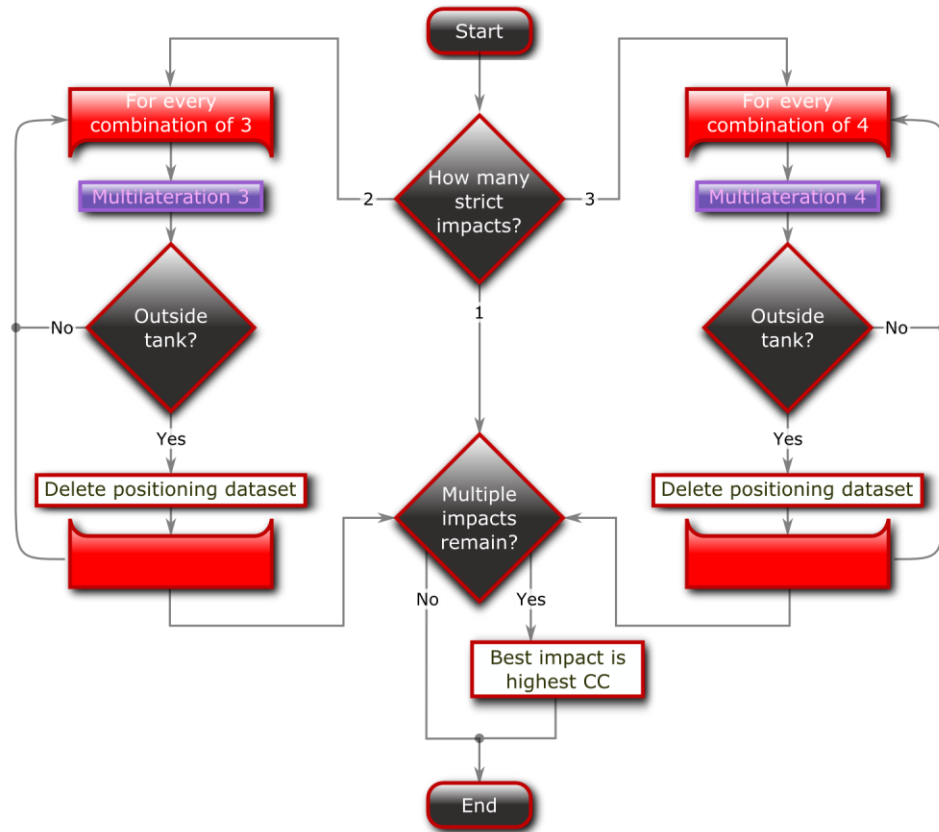 Start
For every
combination of 3
For every
combination of 4
How many
strict
impacts?
2
3
1
Multilateration 3
Multilateration 4
Outside
tank?
No
Yes
Outside
tank?
No
Yes
Delete positioning dataset
Delete positioning dataset
Multiple
impacts
remain?
No
Yes
Best impact is
highest CC
End